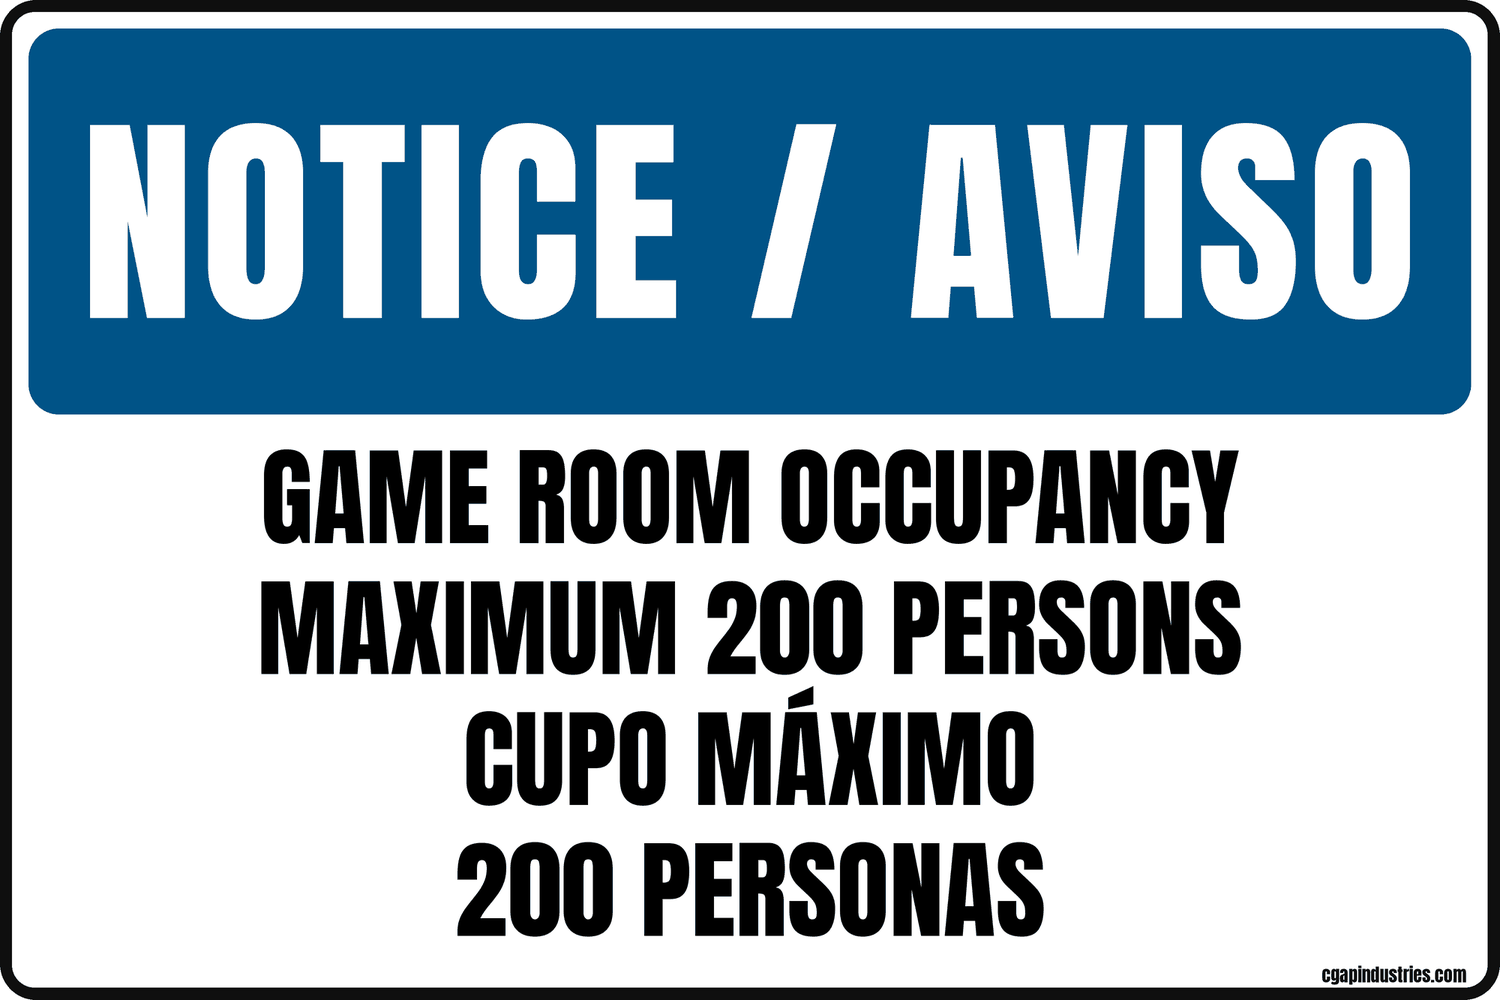 NOTICE / AVISO
GAME ROOM OCCUPANCY
MAXIMUM 200 PERSONS
CUPO MÁXIMO
200 PERSONAS
cgapindustries.com